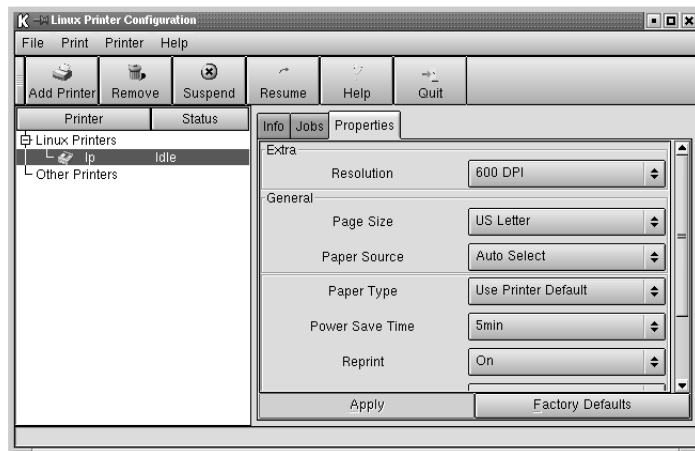 Linux Printer Configuration
File Print Printer Help
Add Printer Remove Suspend Resume Help Quit
Printer Status
Linux Printers
lp Idle
Other Printers
Info Jobs Properties
Extra
Resolution 600 DPI
General
Page Size US Letter
Paper Source Auto Select
Paper Type Use Printer Default
Power Save Time 5min
Reprint On
Apply Factory Defaults